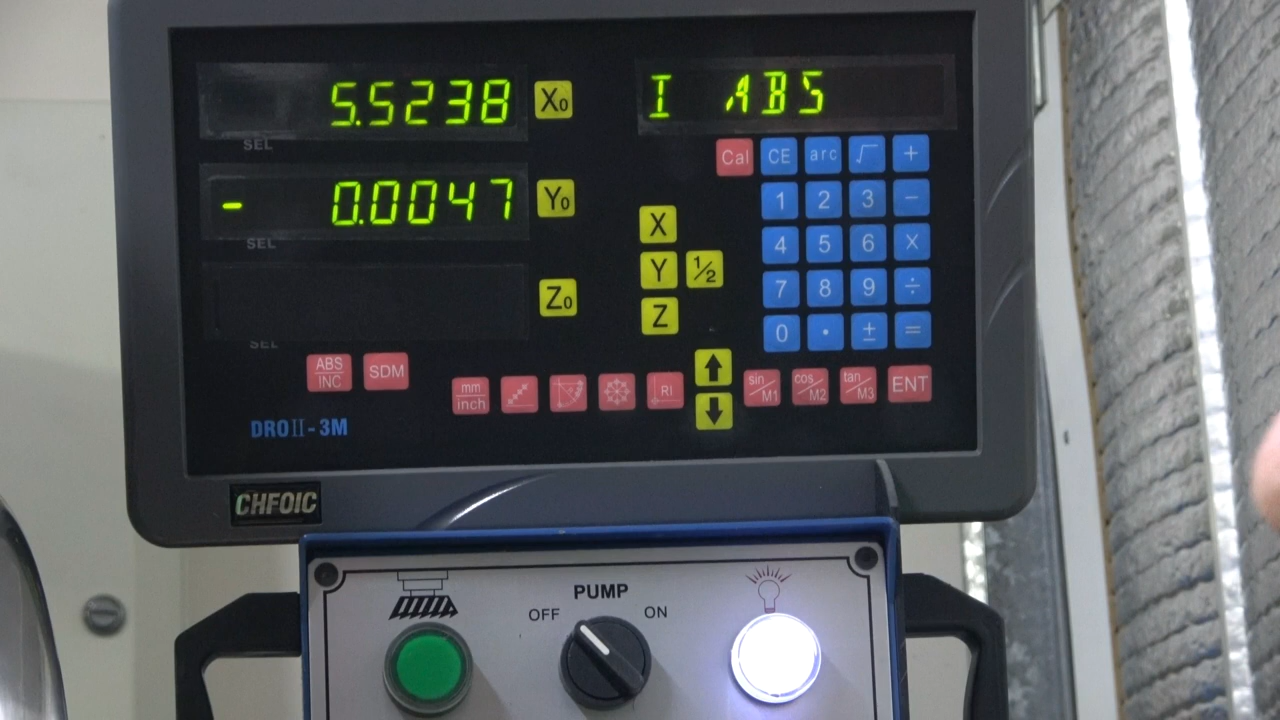 5.5238 X₀ I ABS
SEL
Cal CE arc √ +
- 0.0047 Y₀
SEL
1 2 3 −
X
4 5 6 X
Y ½
Z₀
7 8 9 ÷
Z
0 • ± =
SEL
ABS/INC SDM
mm/inch RI sin/M1 cos/M2 tan/M3 ENT
DROII-3M
CHFOIC
PUMP
OFF ON